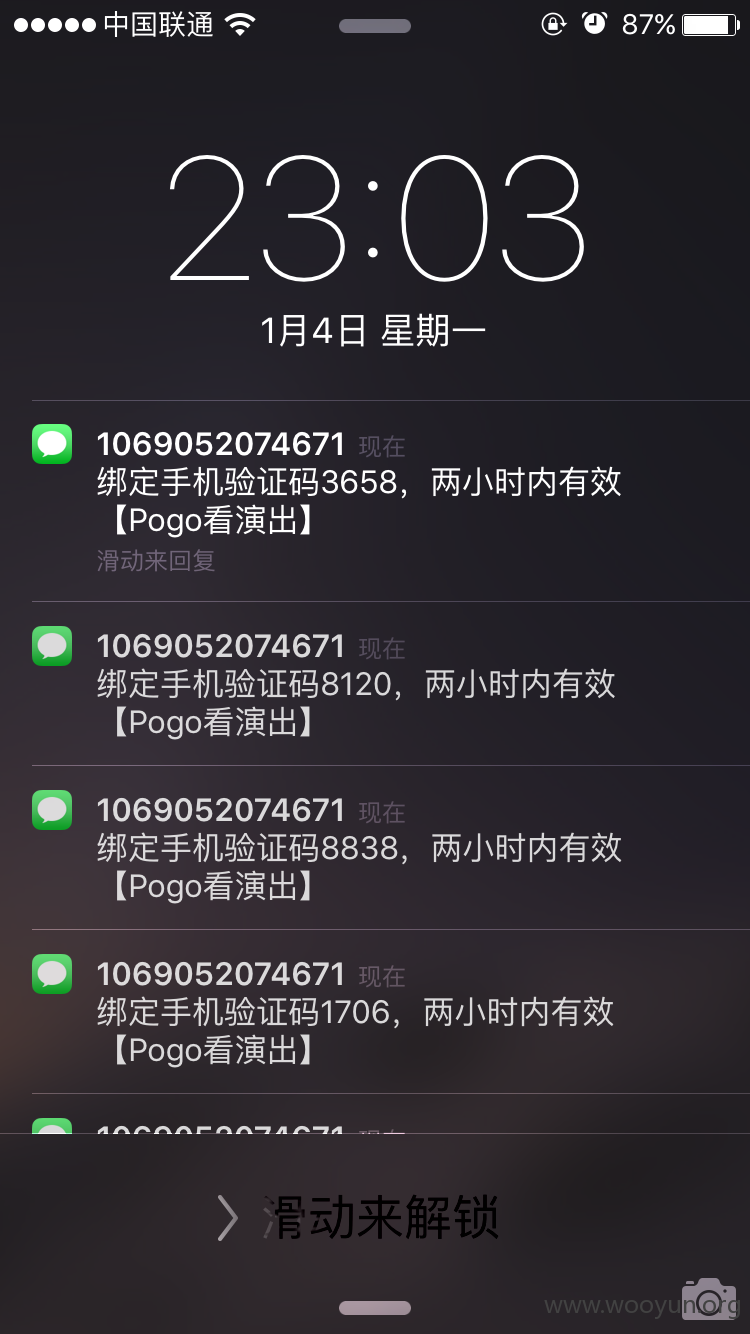 中国联通 87%
23:03
1月4日 星期一
1069052074671 现在
绑定手机验证码3658，两小时内有效
【Pogo看演出】
滑动来回复
1069052074671 现在
绑定手机验证码8120，两小时内有效
【Pogo看演出】
1069052074671 现在
绑定手机验证码8838，两小时内有效
【Pogo看演出】
1069052074671 现在
绑定手机验证码1706，两小时内有效
【Pogo看演出】
1069052074671 现在
滑动来解锁
www.wooyun.org